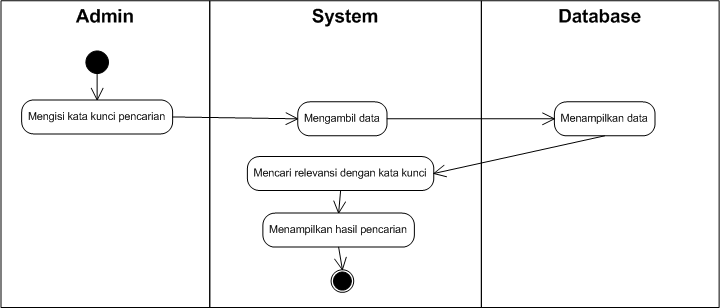 Admin
System
Database
Mengisi kata kunci pencarian
Mengambil data
Menampilkan data
Mencari relevansi dengan kata kunci
Menampilkan hasil pencarian